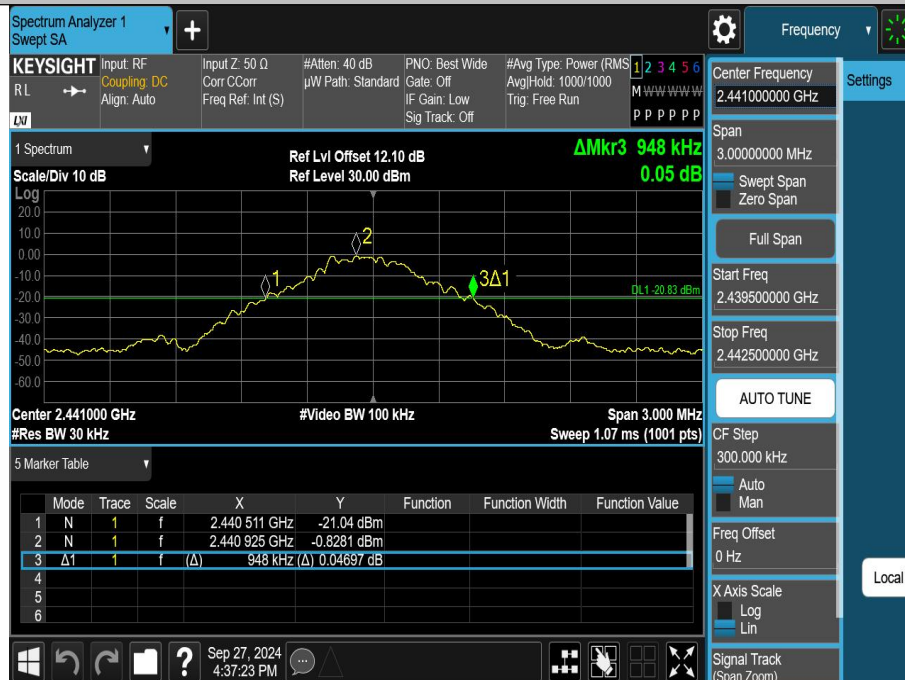 Spectrum Analyzer 1
Swept SA
Frequency
KEYSIGHT
RL
LXI
Input: RF
Coupling: DC
Align: Auto
Input Z: 50 Ω
Corr CCorr
Freq Ref: Int (S)
#Atten: 40 dB
µW Path: Standard
PNO: Best Wide
Gate: Off
IF Gain: Low
Sig Track: Off
#Avg Type: Power (RMS
Avg|Hold: 1000/1000
Trig: Free Run
1 2 3 4 5 6
M W W W W W
P P P P P P
1 Spectrum
Scale/Div 10 dB
Ref Lvl Offset 12.10 dB
Ref Level 30.00 dBm
ΔMkr3 948 kHz
0.05 dB
Log
20.0
10.0
0.00
-10.0
-20.0
-30.0
-40.0
-50.0
-60.0
1
2
3Δ1
DL1 -20.83 dBm
Center 2.441000 GHz
#Video BW 100 kHz
Span 3.000 MHz
#Res BW 30 kHz
Sweep 1.07 ms (1001 pts)
5 Marker Table
Mode Trace Scale X Y Function Function Width Function Value
1 N 1 f 2.440 511 GHz -21.04 dBm
2 N 1 f 2.440 925 GHz -0.8281 dBm
3 Δ1 1 f (Δ) 948 kHz (Δ) 0.04697 dB
4
5
6
Sep 27, 2024
4:37:23 PM
Center Frequency
2.441000000 GHz
Span
3.00000000 MHz
Swept Span
Zero Span
Full Span
Start Freq
2.439500000 GHz
Stop Freq
2.442500000 GHz
AUTO TUNE
CF Step
300.000 kHz
Auto
Man
Freq Offset
0 Hz
X Axis Scale
Log
Lin
Signal Track
(Span Zoom)
Settings
Local